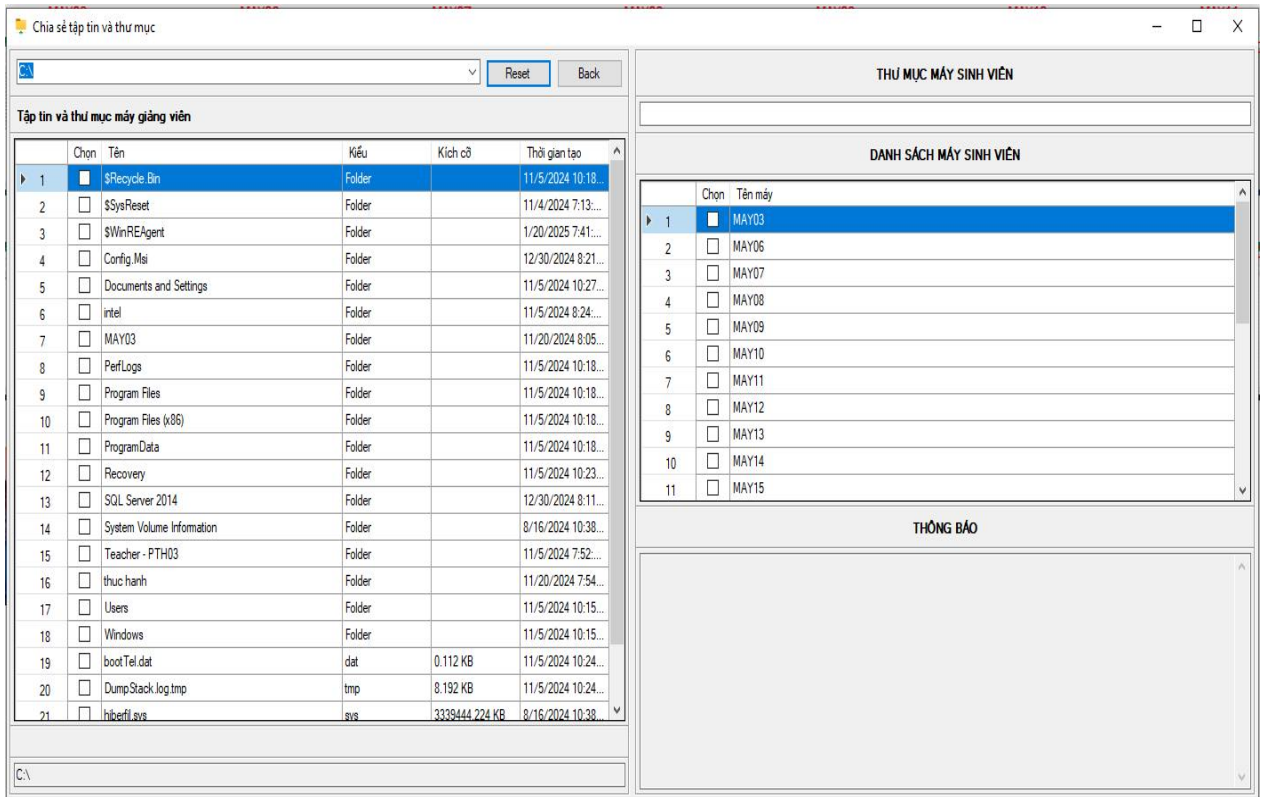 Chia sẻ tập tin và thư mục
C:\
Reset
Back
Tập tin và thư mục máy giảng viên
Chọn Tên Kiểu Kích cỡ Thời gian tạo
1 $Recycle.Bin Folder 11/5/2024 10:18...
2 $SysReset Folder 11/4/2024 7:13:...
3 $WinREAgent Folder 1/20/2025 7:41:...
4 Config.Msi Folder 12/30/2024 8:21...
5 Documents and Settings Folder 11/5/2024 10:27...
6 intel Folder 11/5/2024 8:24:...
7 MAY03 Folder 11/20/2024 8:05...
8 PerfLogs Folder 11/5/2024 10:18...
9 Program Files Folder 11/5/2024 10:18...
10 Program Files (x86) Folder 11/5/2024 10:18...
11 ProgramData Folder 11/5/2024 10:18...
12 Recovery Folder 11/5/2024 10:23...
13 SQL Server 2014 Folder 12/30/2024 8:11...
14 System Volume Information Folder 8/16/2024 10:38...
15 Teacher - PTH03 Folder 11/5/2024 7:52:...
16 thuc hanh Folder 11/20/2024 7:54...
17 Users Folder 11/5/2024 10:15...
18 Windows Folder 11/5/2024 10:15...
19 bootTel.dat dat 0.112 KB 11/5/2024 10:24...
20 DumpStack.log.tmp tmp 8.192 KB 11/5/2024 10:24...
21 hiberfil.sys sys 3339444.224 KB 8/16/2024 10:38...
C:\
THƯ MỤC MÁY SINH VIÊN
DANH SÁCH MÁY SINH VIÊN
Chọn Tên máy
1 MAY03
2 MAY06
3 MAY07
4 MAY08
5 MAY09
6 MAY10
7 MAY11
8 MAY12
9 MAY13
10 MAY14
11 MAY15
THÔNG BÁO